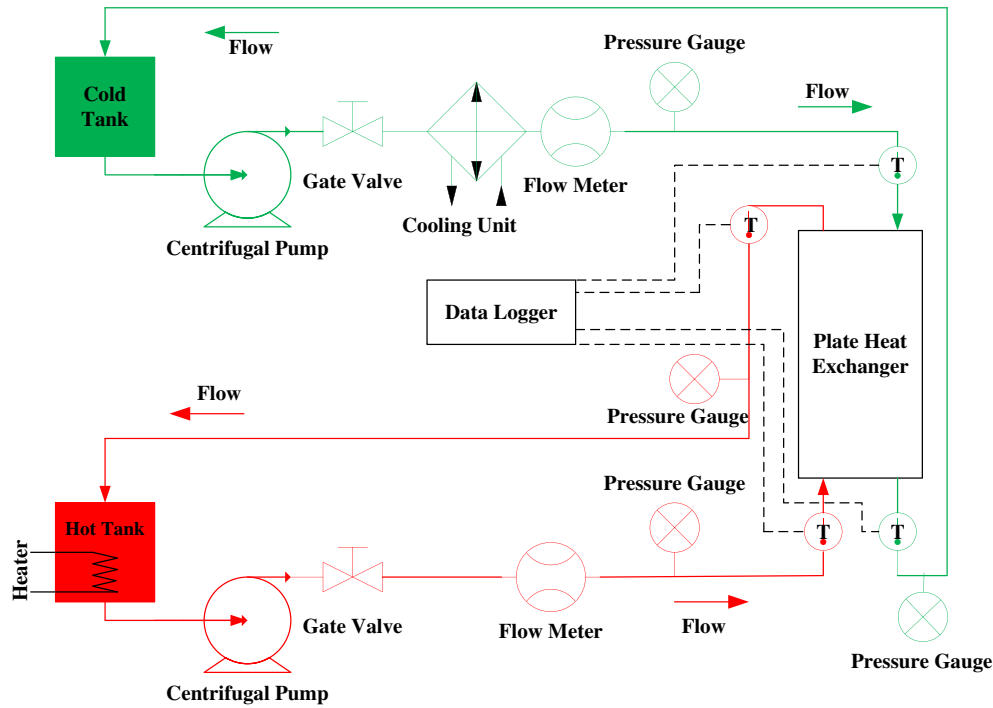 Pressure Gauge
Flow
Flow
Cold
Tank
T
Gate Valve
Flow Meter
Cooling Unit
T
Centrifugal Pump
Data Logger
Plate Heat
Exchanger
Flow
Pressure Gauge
Pressure Gauge
Hot Tank
T
T
Heater
Gate Valve
Flow Meter
Flow
Pressure Gauge
Centrifugal Pump